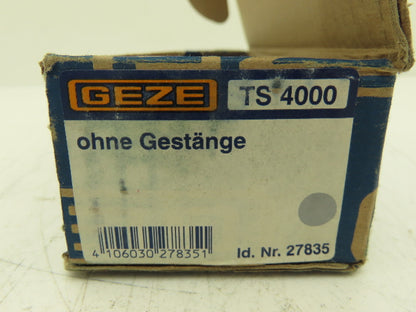 GEZE TS 4000
ohne Gestänge
4 106030 278351
Id. Nr. 27835